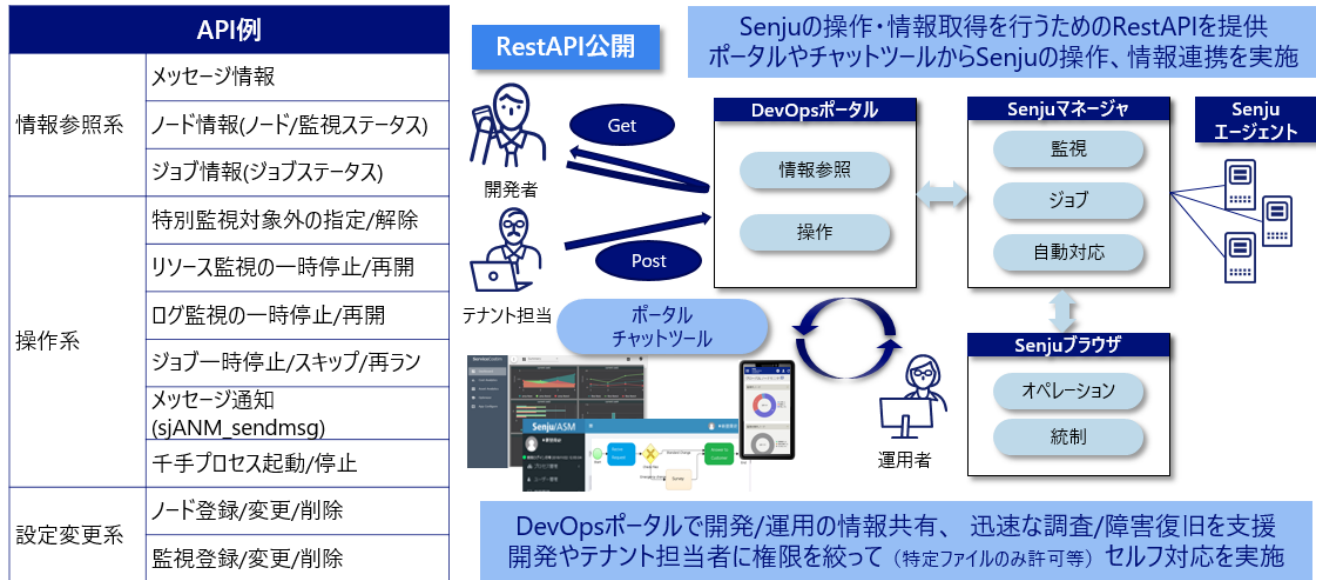 API例
情報参照系
メッセージ情報
ノード情報(ノード/監視ステータス)
ジョブ情報(ジョブステータス)
操作系
特別監視対象外の指定/解除
リソース監視の一時停止/再開
ログ監視の一時停止/再開
ジョブ一時停止/スキップ/再ラン
メッセージ通知
(sjANM_sendmsg)
千手プロセス起動/停止
設定変更系
ノード登録/変更/削除
監視登録/変更/削除
RestAPI公開
Senjuの操作・情報取得を行うためのRestAPIを提供
ポータルやチャットツールからSenjuの操作、情報連携を実施
開発者
Get
テナント担当
Post
DevOpsポータル
情報参照
操作
Senjuマネージャ
監視
ジョブ
自動対応
Senju
エージェント
ポータル
チャットツール
Senju/ASM
プロセス管理
ユーザー管理
Survey
運用者
Senjuブラウザ
オペレーション
統制
DevOpsポータルで開発/運用の情報共有、 迅速な調査/障害復旧を支援
開発やテナント担当者に権限を絞って（特定ファイルのみ許可等）セルフ対応を実施